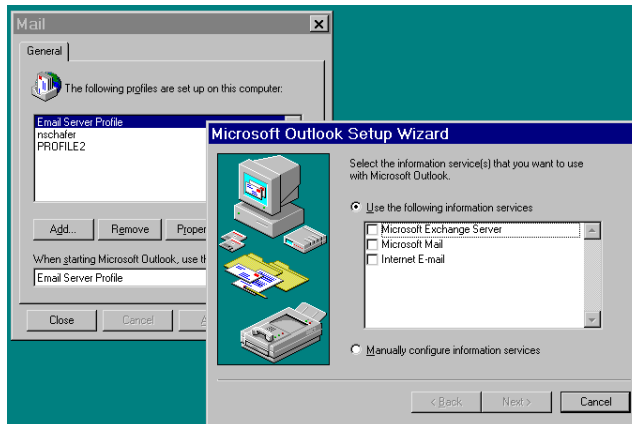 Mail
General
The following profiles are set up on this computer:
Email Server Profile
nschafer
PROFILE2
Add...
Remove
When starting Microsoft Outlook, use
Email Server Profile
Close
Cancel
Microsoft Outlook Setup Wizard
Select the information service(s) that you want to use
with Microsoft Outlook.
Use the following information services
Microsoft Exchange Server
Microsoft Mail
Internet E-mail
Manually configure information services
< Back
Next >
Cancel